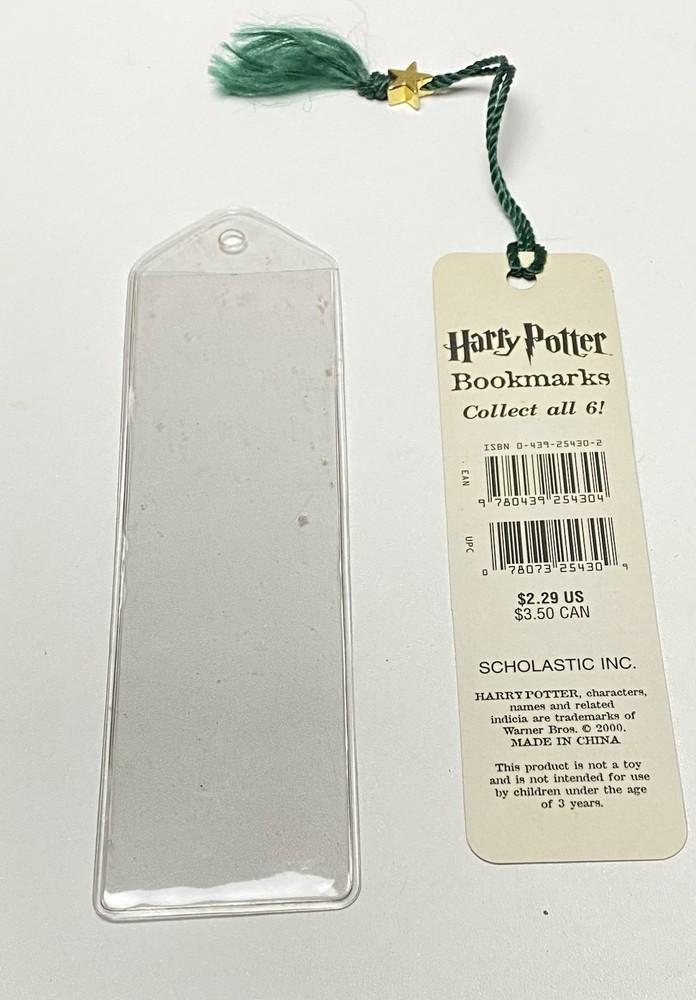 Harry Potter
Bookmarks
Collect all 6!
ISBN 0-439-25430-2
EAN
9 780439 254304
UPC
0 78073 25430 9
$2.29 US
$3.50 CAN
SCHOLASTIC INC.
HARRY POTTER, characters,
names and related
indicia are trademarks of
Warner Bros. © 2000.
MADE IN CHINA
This product is not a toy
and is not intended for use
by children under the age
of 3 years.